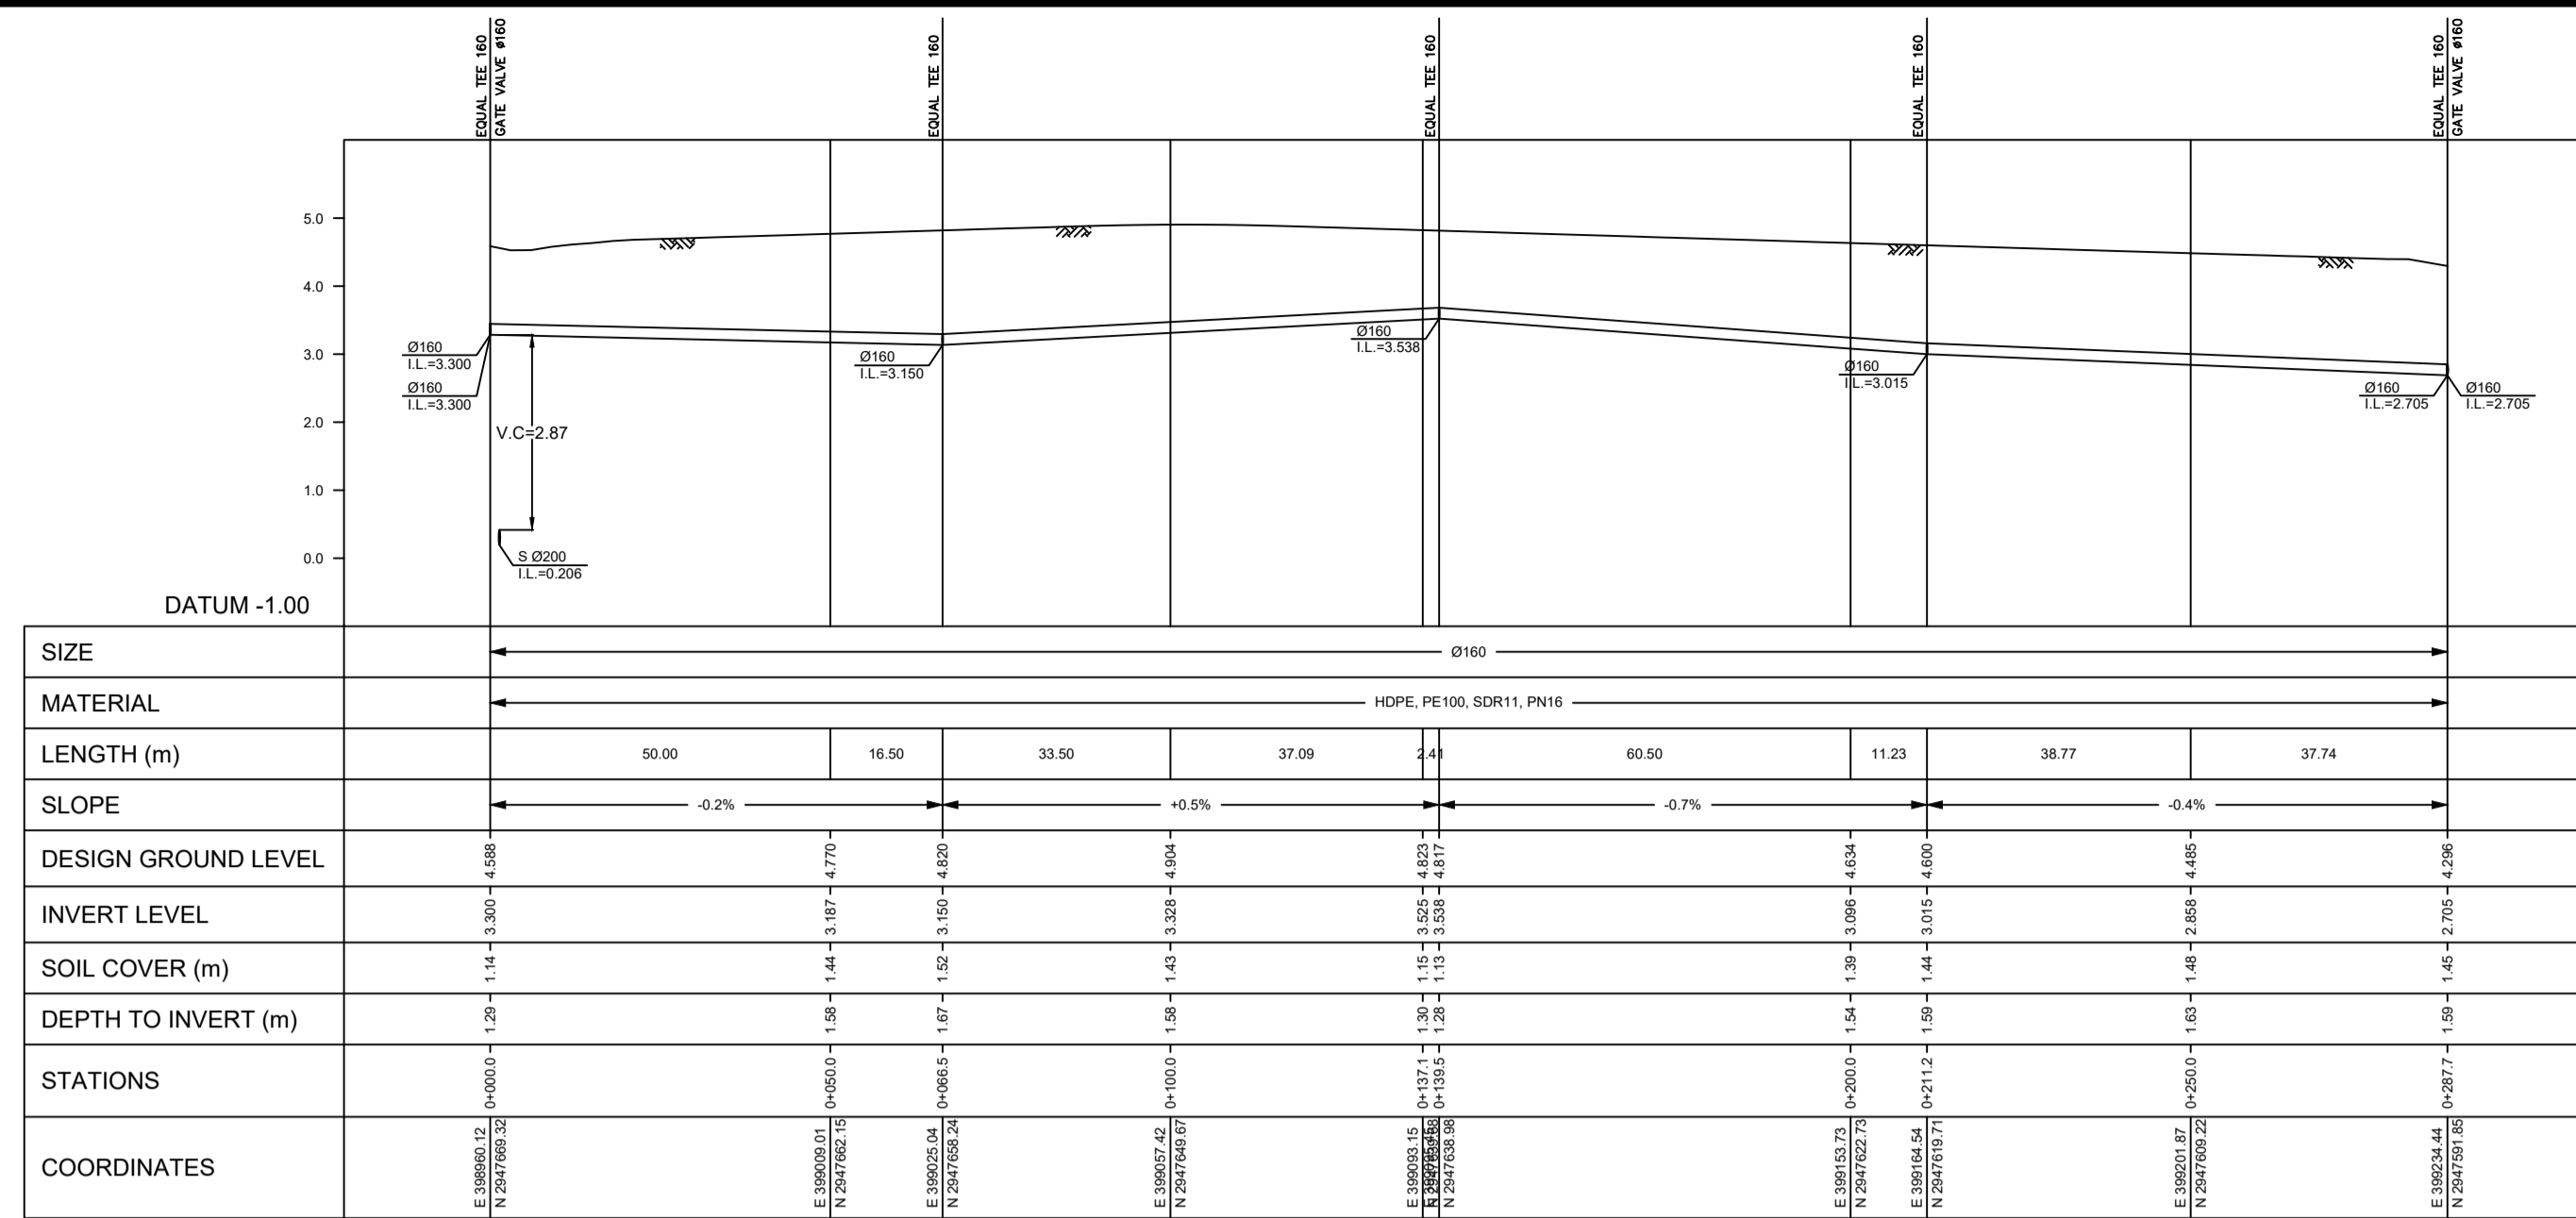 EQUAL TEE 160
GATE VALVE ø160
EQUAL TEE 160
EQUAL TEE 160
EQUAL TEE 160
EQUAL TEE 160
GATE VALVE ø160
5.0
4.0
3.0
2.0
1.0
0.0
Ø160
I.L.=3.300
Ø160
I.L.=3.300
V.C=2.87
S Ø200
I.L.=0.206
Ø160
I.L.=3.150
Ø160
I.L.=3.538
Ø160
I.L.=3.015
Ø160
I.L.=2.705
Ø160
I.L.=2.705
DATUM -1.00
SIZE
Ø160
MATERIAL
HDPE, PE100, SDR11, PN16
LENGTH (m)
50.00
16.50
33.50
37.09
2.41
60.50
11.23
38.77
37.74
SLOPE
-0.2%
+0.5%
-0.7%
-0.4%
DESIGN GROUND LEVEL
4.588
4.770
4.820
4.904
4.823
4.817
4.634
4.600
4.485
4.296
INVERT LEVEL
3.300
3.187
3.150
3.328
3.525
3.538
3.096
3.015
2.858
2.705
SOIL COVER (m)
1.14
1.44
1.52
1.43
1.15
1.13
1.39
1.44
1.48
1.45
DEPTH TO INVERT (m)
1.29
1.58
1.67
1.58
1.30
1.28
1.54
1.59
1.63
1.59
STATIONS
0+000.0
0+050.0
0+066.5
0+100.0
0+137.1
0+139.5
0+200.0
0+211.2
0+250.0
0+287.7
COORDINATES
E 398960.12
N 2947669.32
E 399009.01
N 2947662.15
E 399025.04
N 2947658.24
E 399057.42
N 2947649.67
E 399093.15
N 2947638.98
E 399153.73
N 2947622.73
E 399164.54
N 2947619.71
E 399201.87
N 2947609.22
E 399234.44
N 2947591.85